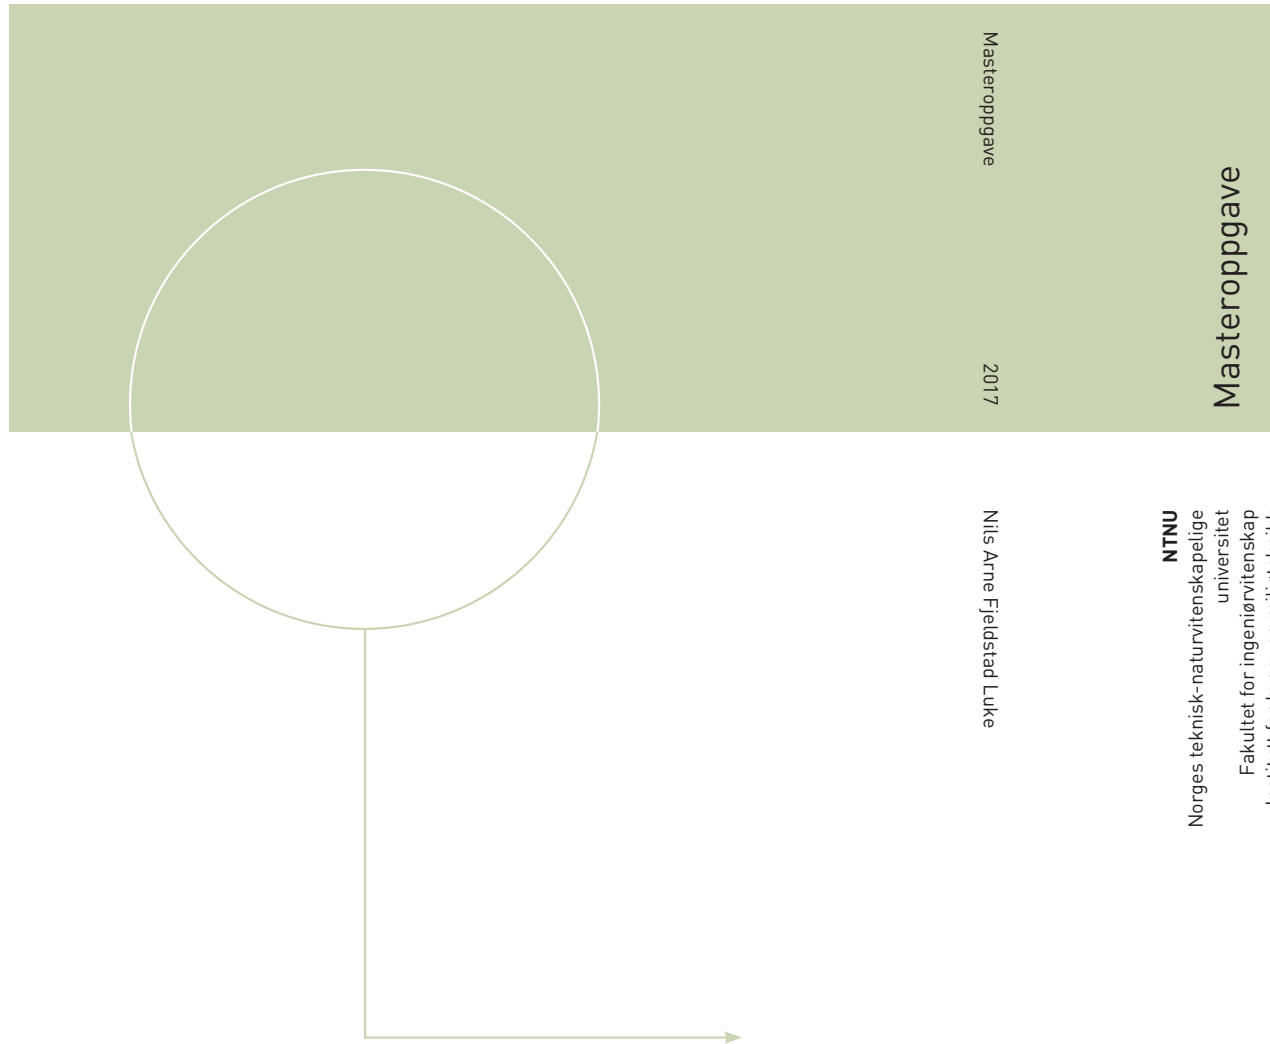 Masteroppgave
2017
Nils Arne Fjeldstad Luke
Masteroppgave
NTNU
Norges teknisk-naturvitenskapelige
universitet
Fakultet for ingeniørvitenskap